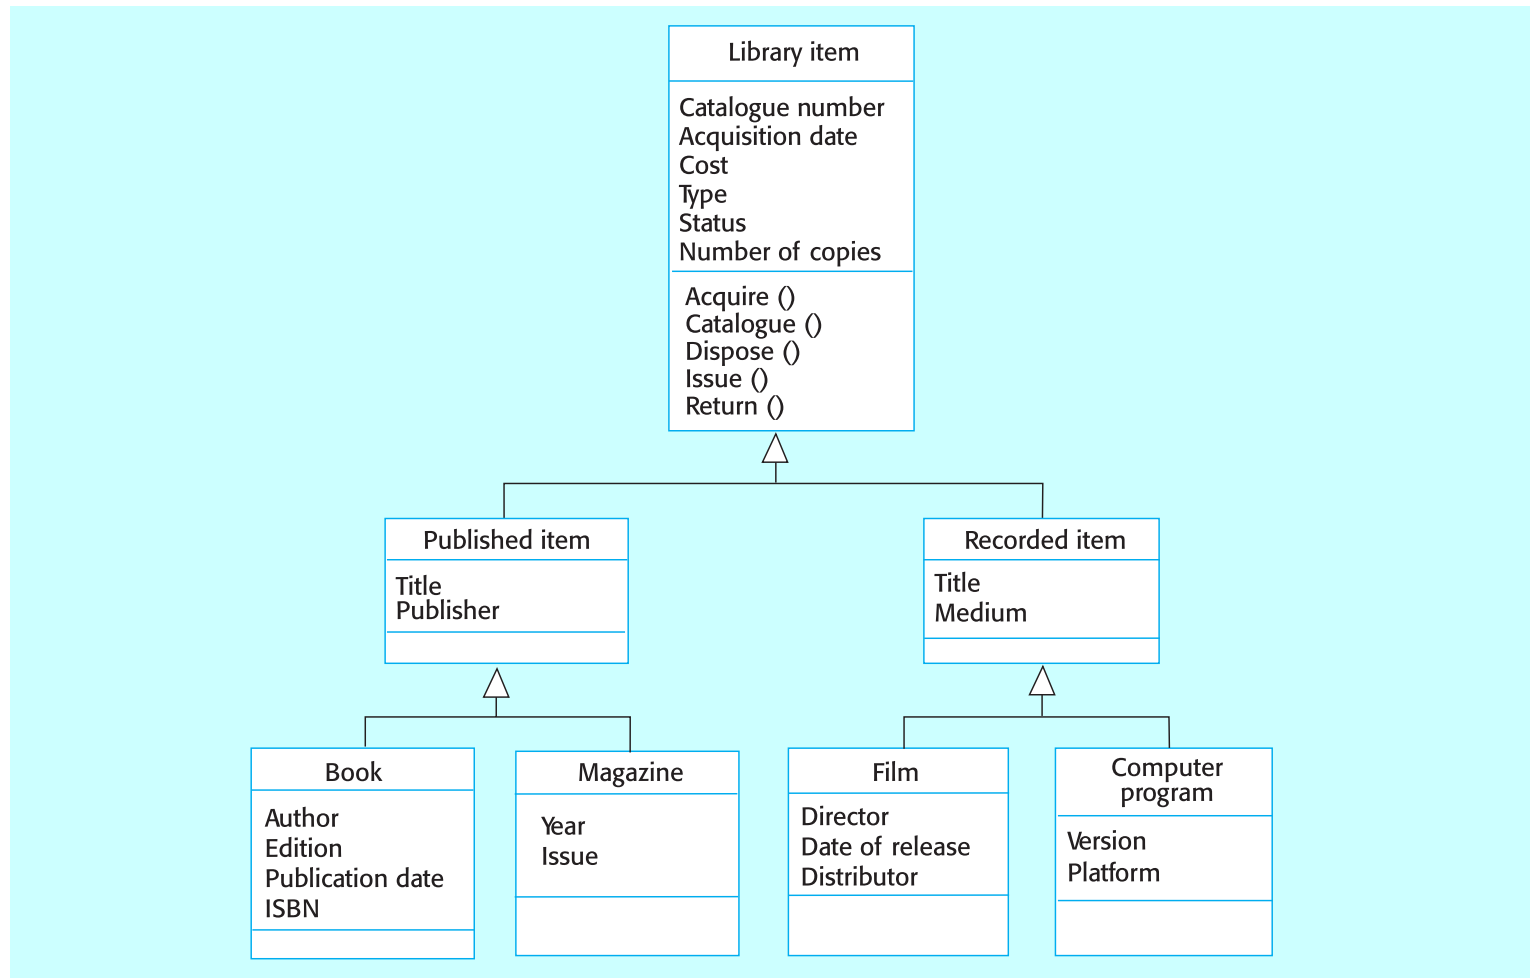 Library item
Catalogue number
Acquisition date
Cost
Type
Status
Number of copies
Acquire ()
Catalogue ()
Dispose ()
Issue ()
Return ()
Published item
Title
Publisher
Recorded item
Title
Medium
Book
Author
Edition
Publication date
ISBN
Magazine
Year
Issue
Film
Director
Date of release
Distributor
Computer
program
Version
Platform